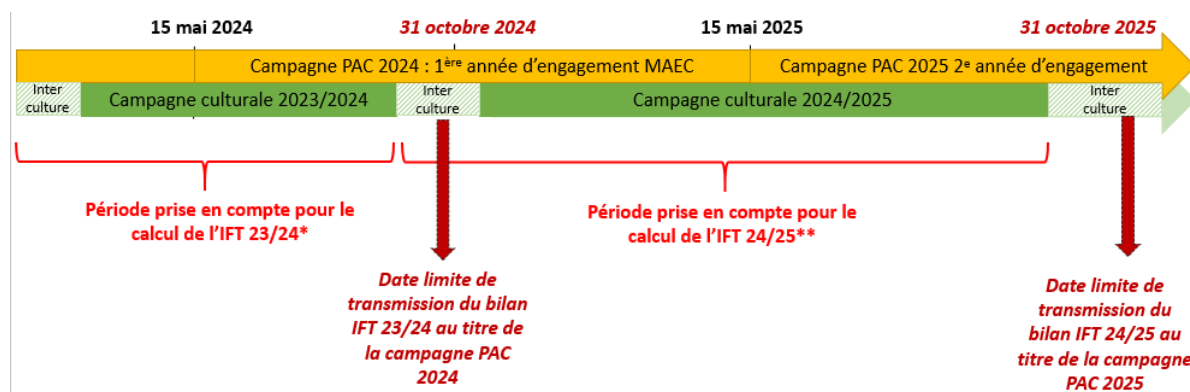 15 mai 2024
31 octobre 2024
15 mai 2025
31 octobre 2025
Campagne PAC 2024 : 1ère année d'engagement MAEC
Campagne PAC 2025 2e année d'engagement
Inter
culture
Campagne culturale 2023/2024
Inter
culture
Campagne culturale 2024/2025
Inter
culture
Période prise en compte pour le
calcul de l'IFT 23/24*
Période prise en compte pour le
calcul de l'IFT 24/25**
Date limite de
transmission du bilan
IFT 23/24 au titre de
la campagne PAC
2024
Date limite de
transmission du
bilan IFT 24/25 au
titre de la campagne
PAC 2025